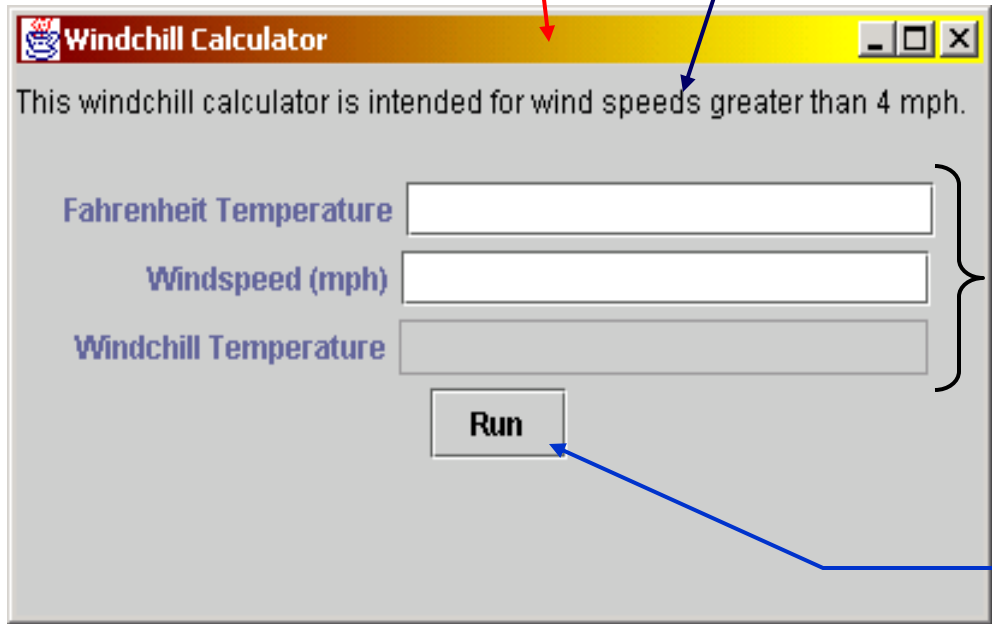 Windchill Calculator
This windchill calculator is intended for wind speeds greater than 4 mph.
Fahrenheit Temperature
Windspeed (mph)
Windchill Temperature
Run